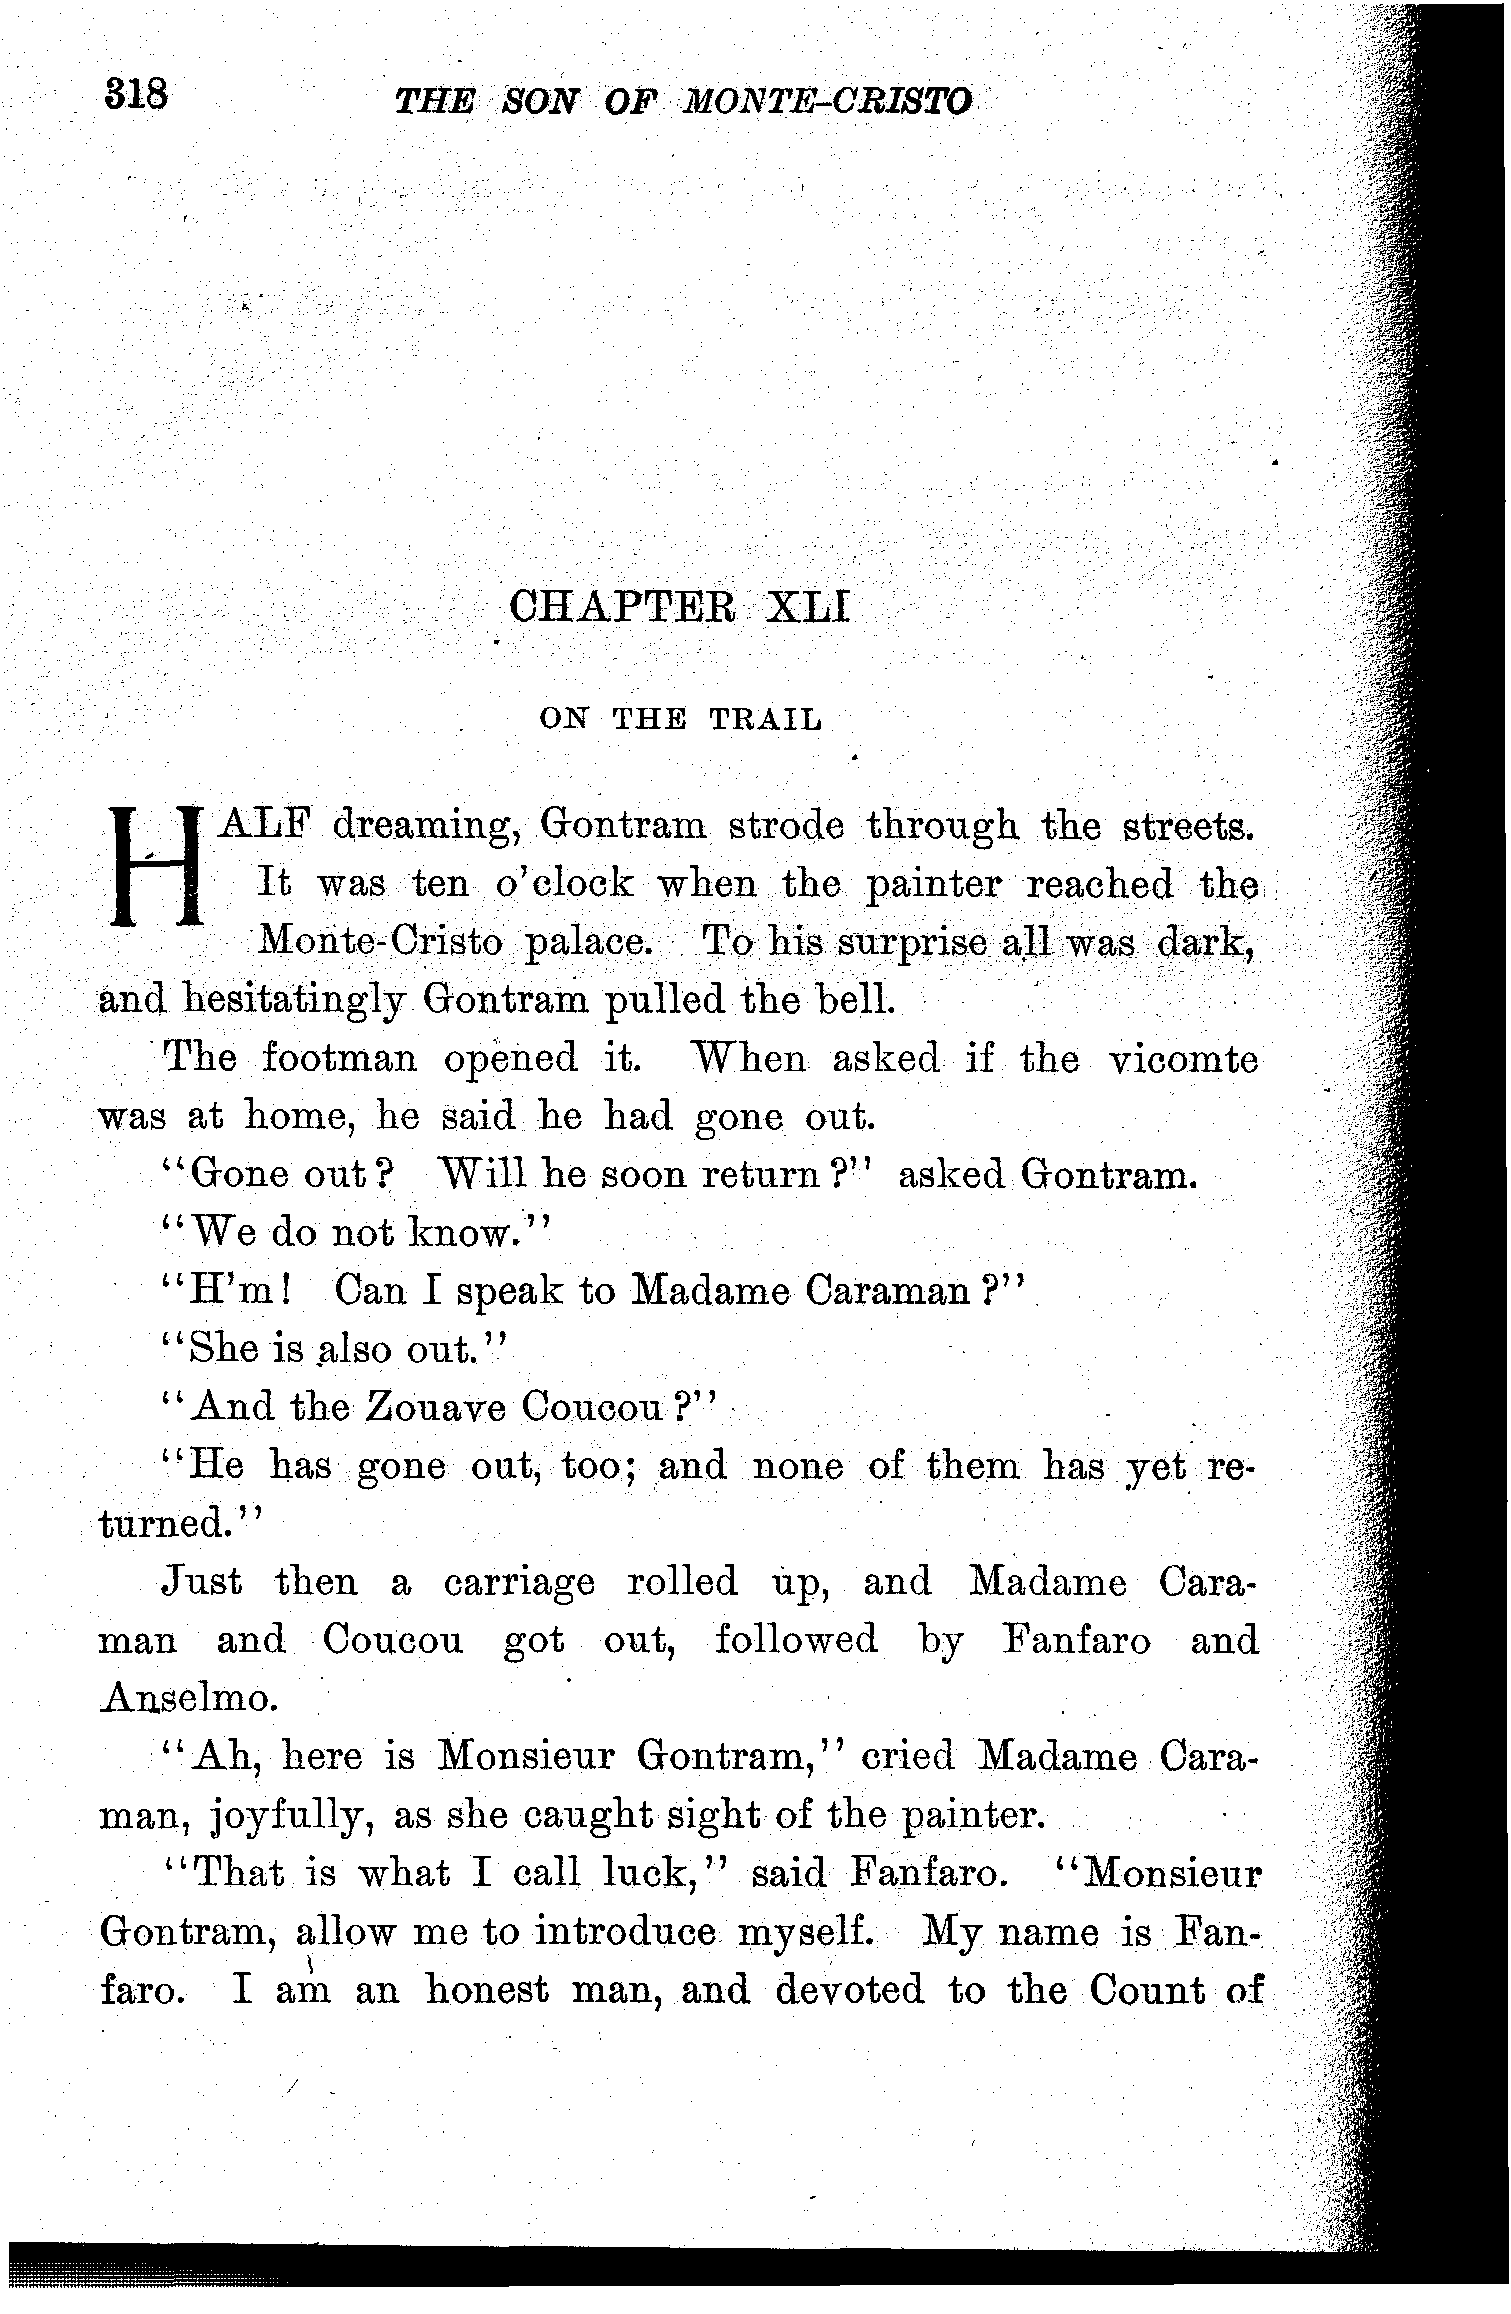 318 THE SON OF MONTE-CRISTO
CHAPTER XLI
ON THE TRAIL
HALF dreaming, Gontram strode through the streets.
It was ten o'clock when the painter reached the
Monte-Cristo palace. To his surprise all was dark,
and hesitatingly Gontram pulled the bell.
The footman opened it. When asked if the vicomte
was at home, he said he had gone out.
"Gone out? Will he soon return?" asked Gontram.
"We do not know."
"H'm! Can I speak to Madame Caraman?"
"She is also out."
"And the Zouave Coucou?"
"He has gone out, too; and none of them has yet re-
turned."
Just then a carriage rolled up, and Madame Cara-
man and Coucou got out, followed by Fanfaro and
Anselmo.
"Ah, here is Monsieur Gontram," cried Madame Cara-
man, joyfully, as she caught sight of the painter.
"That is what I call luck," said Fanfaro. "Monsieur
Gontram, allow me to introduce myself. My name is Fan-
faro. I am an honest man, and devoted to the Count of